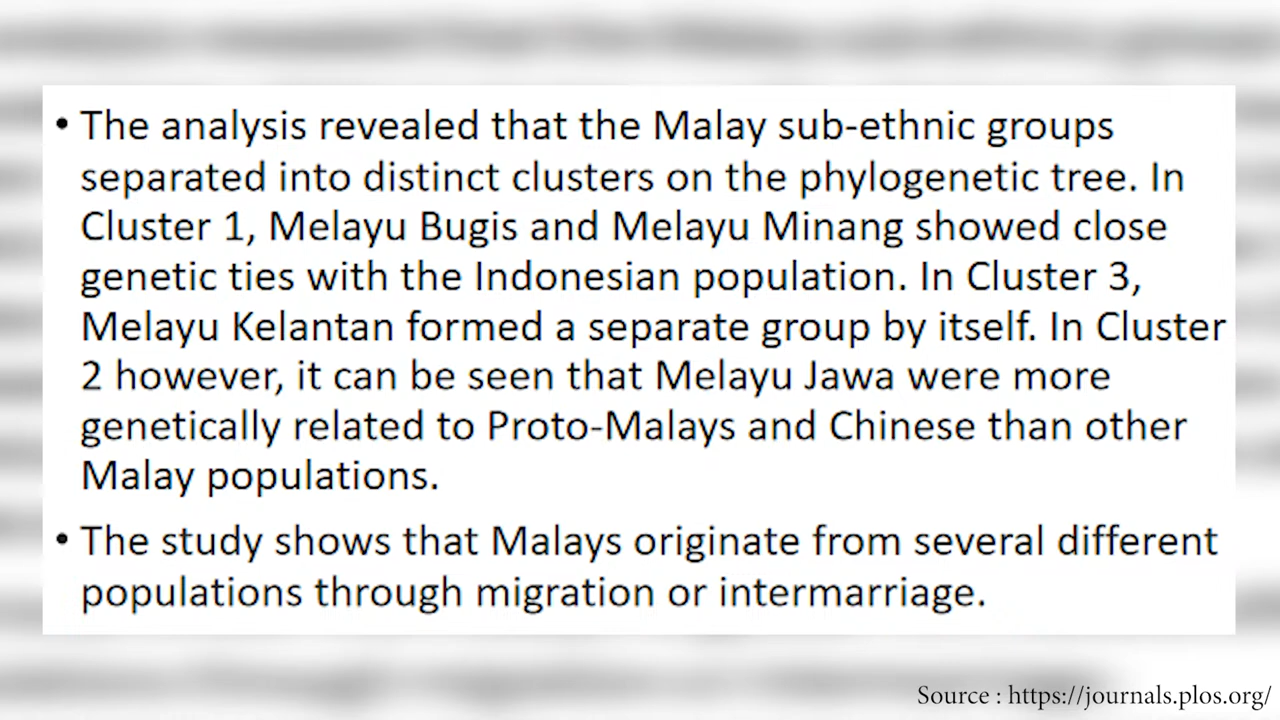 • The analysis revealed that the Malay sub-ethnic groups
separated into distinct clusters on the phylogenetic tree. In
Cluster 1, Melayu Bugis and Melayu Minang showed close
genetic ties with the Indonesian population. In Cluster 3,
Melayu Kelantan formed a separate group by itself. In Cluster
2 however, it can be seen that Melayu Jawa were more
genetically related to Proto-Malays and Chinese than other
Malay populations.
• The study shows that Malays originate from several different
populations through migration or intermarriage.
Source : https://journals.plos.org/